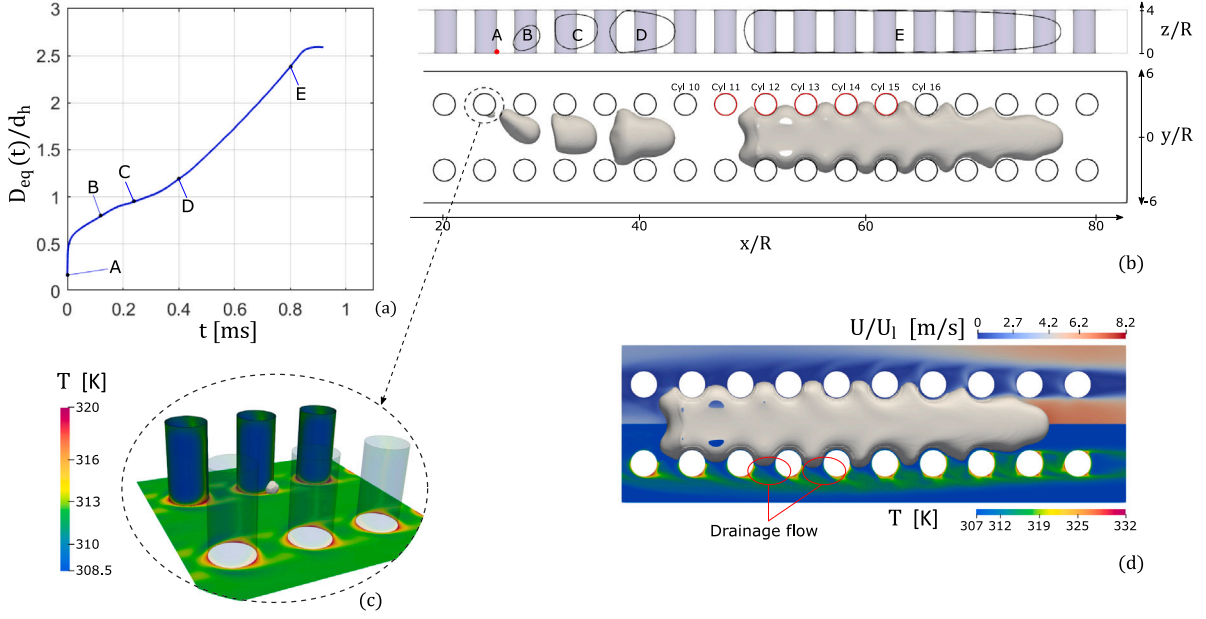 3
2.5
2
1.5
1
0.5
0
D_eq(t)/d_h
A
B
C
D
E
0
0.2
0.4
0.6
0.8
1
t [ms]
(a)
A
B
C
D
E
4
z/R
0
6
Cyl 10
Cyl 11
Cyl 12
Cyl 13
Cyl 14
Cyl 15
Cyl 16
0
y/R
-6
20
40
60
80
x/R
(b)
T [K]
320
316
313
310
308.5
(c)
U/U_l [m/s]
0
2.7
4.2
6.2
8.2
Drainage flow
T [K]
307
312
319
325
332
(d)